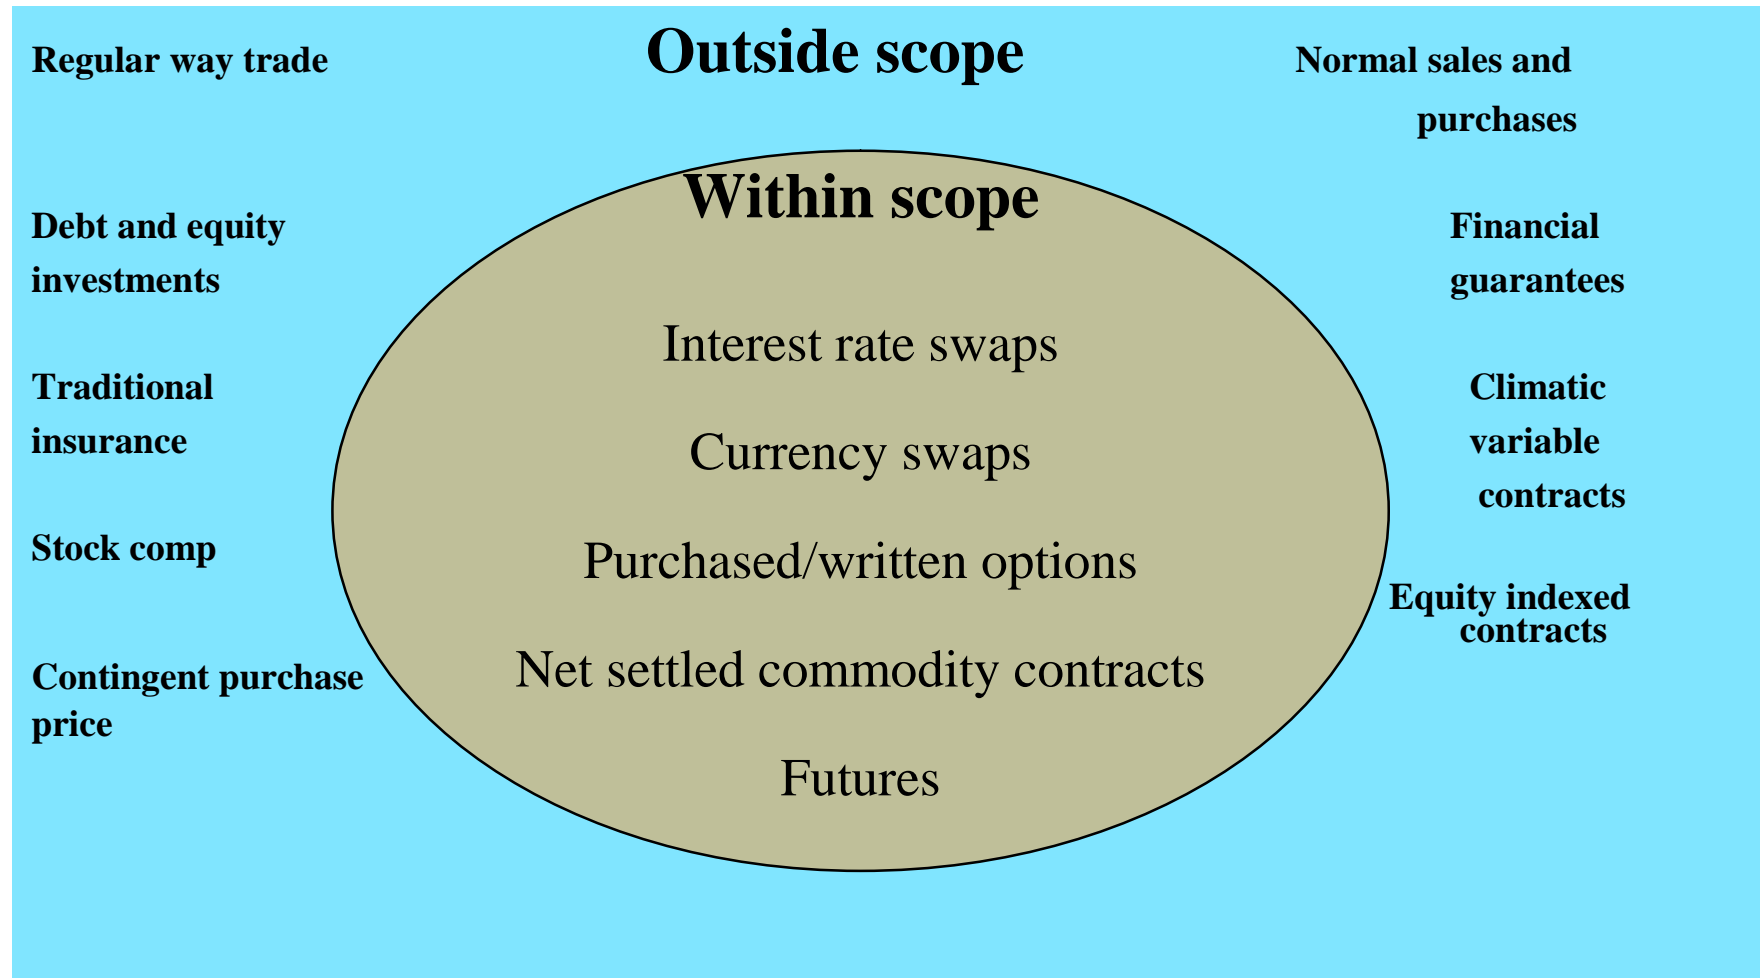 Outside scope
Regular way trade
Debt and equity
investments
Traditional
insurance
Stock comp
Contingent purchase
price
Within scope
Interest rate swaps
Currency swaps
Purchased/written options
Net settled commodity contracts
Futures
Normal sales and
purchases
Financial
guarantees
Climatic
variable
contracts
Equity indexed
contracts